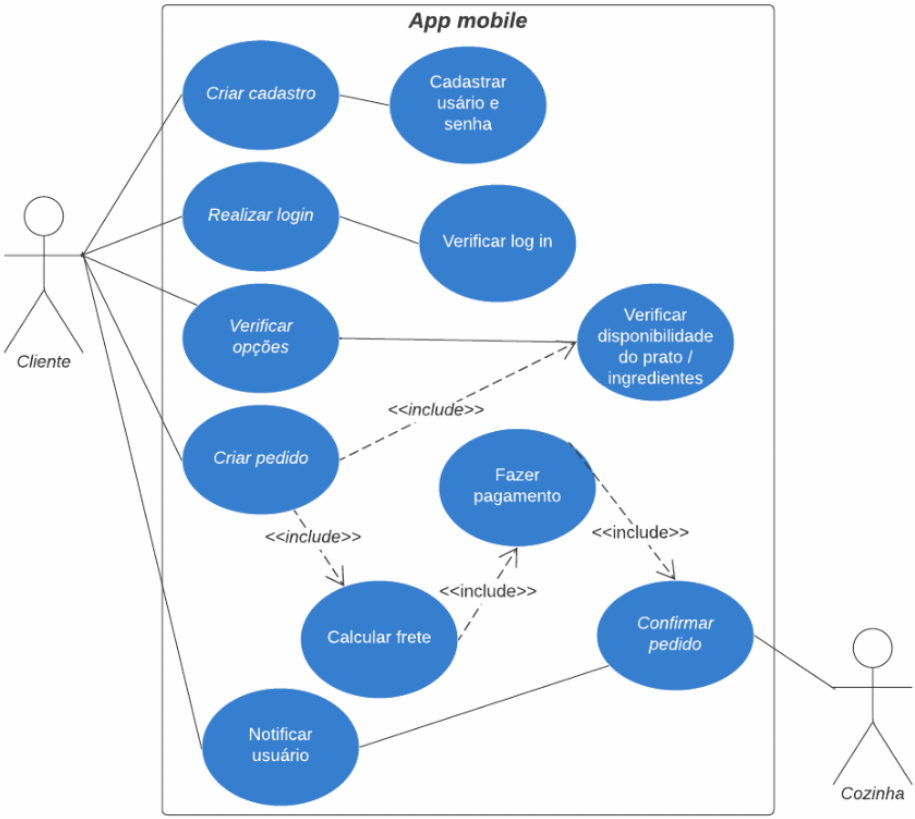 App mobile
Criar cadastro
Cadastrar
usário e
senha
Realizar login
Verificar log in
Cliente
Verificar
opções
Verificar
disponibilidade
do prato /
ingredientes
<<include>>
Criar pedido
Fazer
pagamento
<<include>>
<<include>>
<<include>>
Calcular frete
Confirmar
pedido
Notificar
usuário
Cozinha